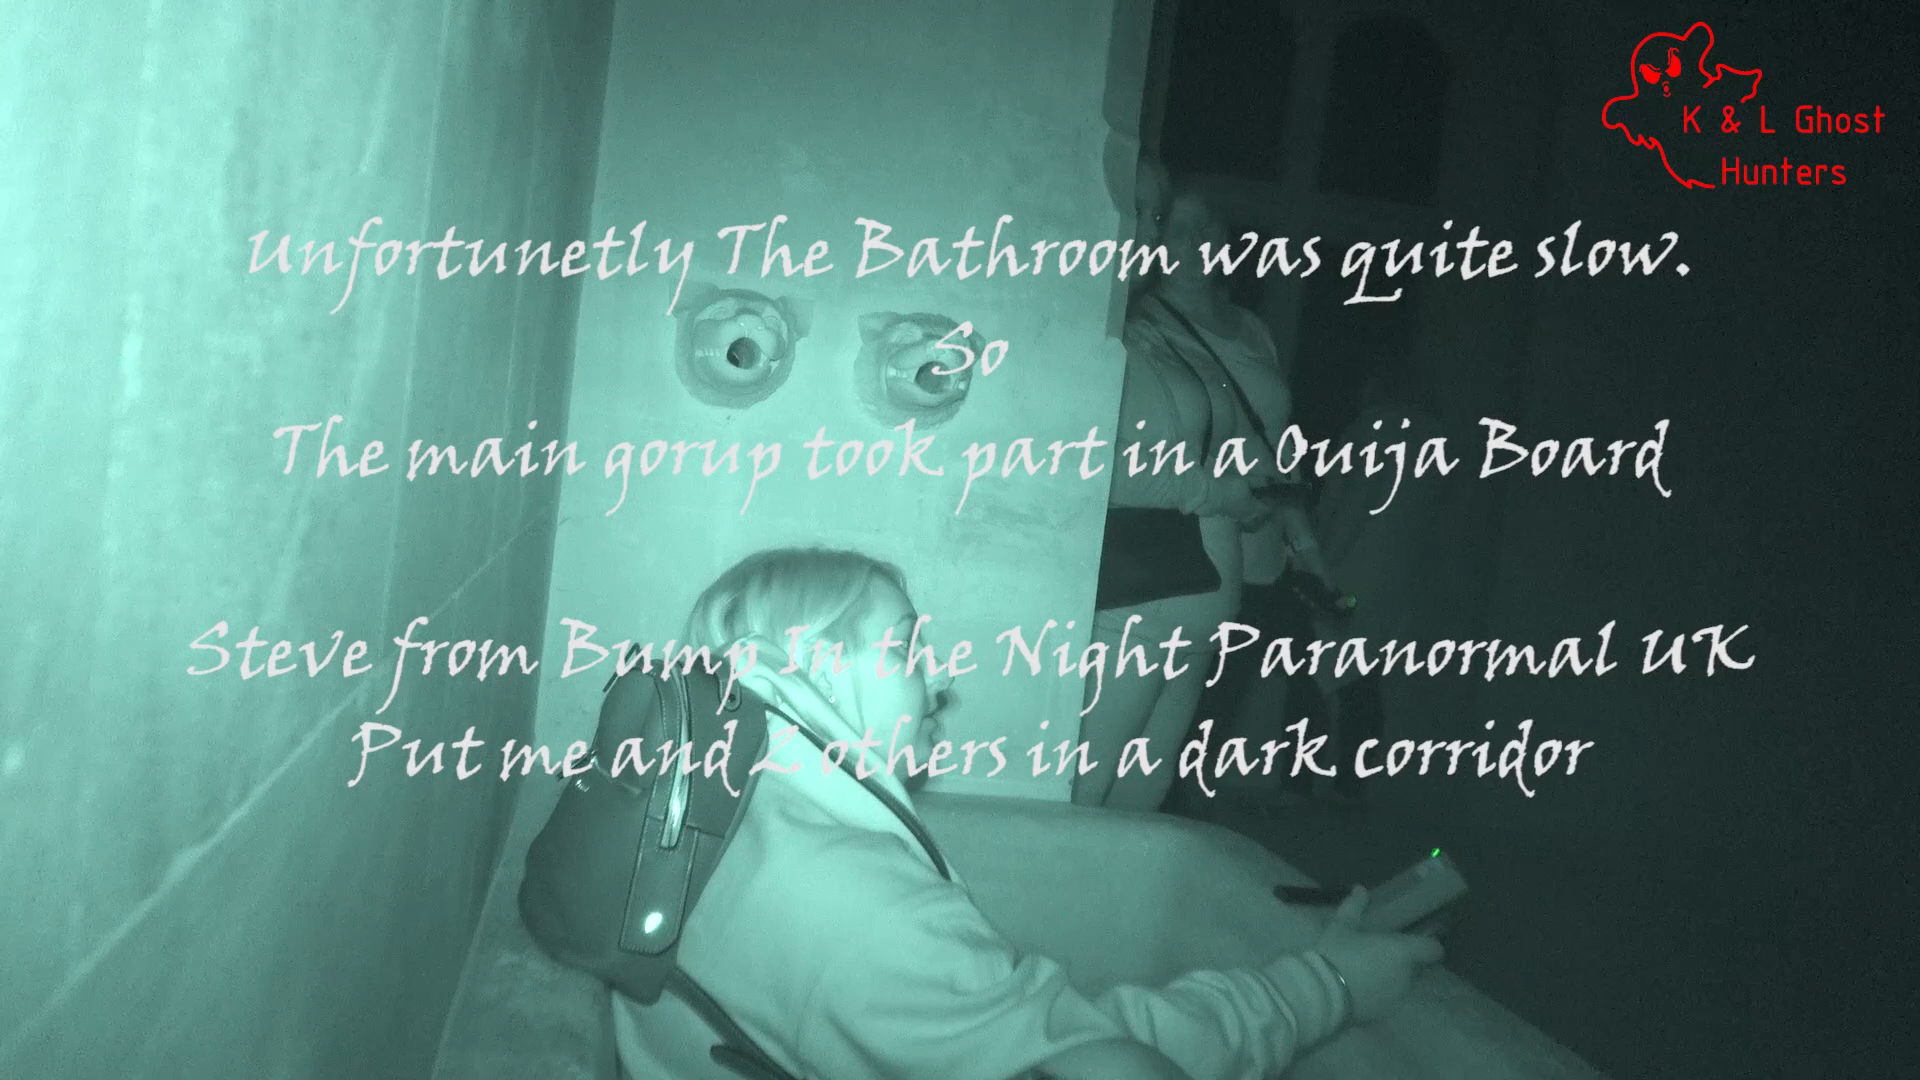 K & L Ghost
Hunters
Unfortunetly The Bathroom was quite slow.
So
The main gorup took part in a Ouija Board
Steve from Bump In the Night Paranormal UK
Put me and 2 others in a dark corridor